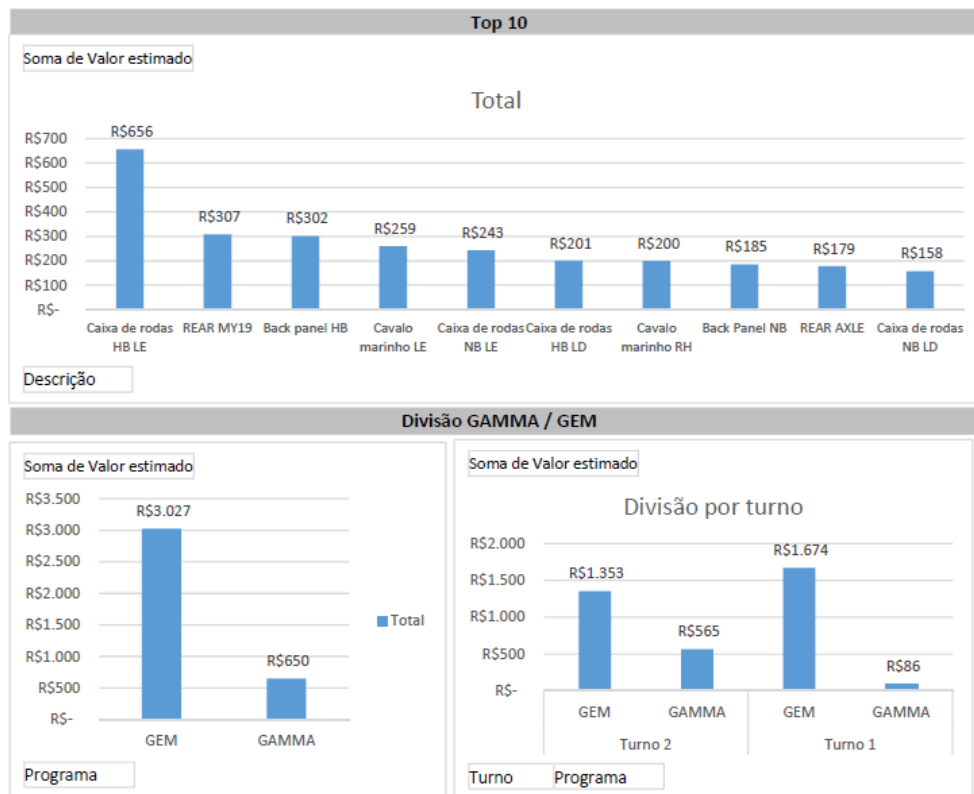 Top 10
Soma de Valor estimado
Total
R$700
R$600
R$500
R$400
R$300
R$200
R$100
R$-
R$656
R$307
R$302
R$259
R$243
R$201
R$200
R$185
R$179
R$158
Caixa de rodas
HB LE
REAR MY19
Back panel HB
Cavalo
marinho LE
Caixa de rodas
NB LE
Caixa de rodas
HB LD
Cavalo
marinho RH
Back Panel NB
REAR AXLE
Caixa de rodas
NB LD
Descrição
Divisão GAMMA / GEM
Soma de Valor estimado
R$3.500
R$3.000
R$2.500
R$2.000
R$1.500
R$1.000
R$500
R$-
R$3.027
R$650
GEM
GAMMA
Total
Programa
Soma de Valor estimado
Divisão por turno
R$2.000
R$1.500
R$1.000
R$500
R$-
R$1.353
R$565
R$1.674
R$86
GEM
GAMMA
GEM
GAMMA
Turno 2
Turno 1
Turno
Programa